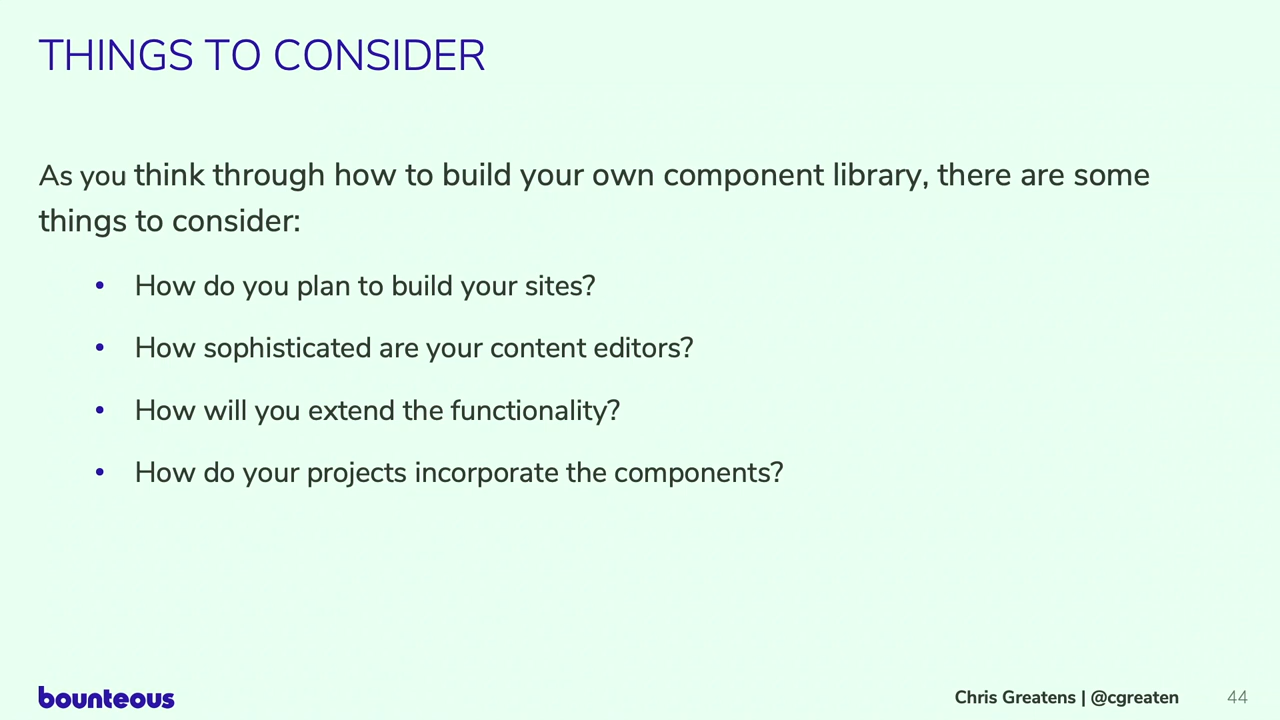 THINGS TO CONSIDER
As you think through how to build your own component library, there are some
things to consider:
• How do you plan to build your sites?
• How sophisticated are your content editors?
• How will you extend the functionality?
• How do your projects incorporate the components?
bounteous
Chris Greatens | @cgreaten 44